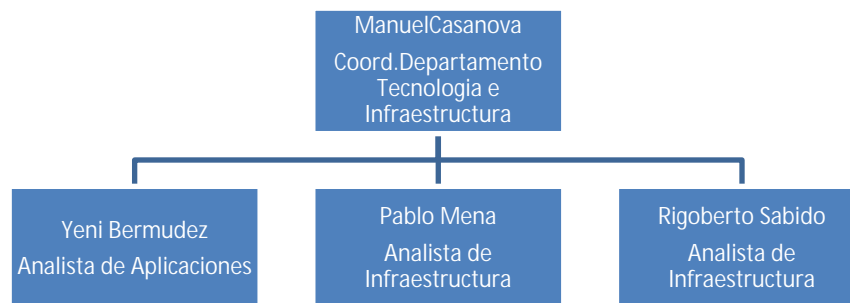 ManuelCasanova
Coord.Departamento
Tecnologia e
Infraestructura
Yeni Bermudez
Analista de Aplicaciones
Pablo Mena
Analista de
Infraestructura
Rigoberto Sabido
Analista de
Infraestructura